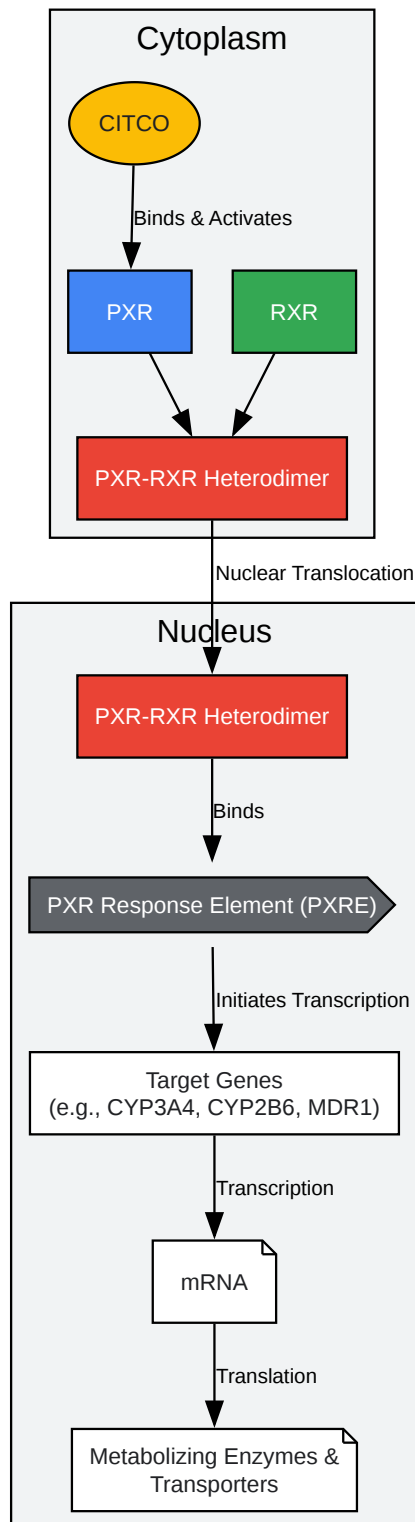 Cytoplasm
CITCO
Binds & Activates
PXR
RXR
PXR-RXR Heterodimer
Nuclear Translocation
Nucleus
PXR-RXR Heterodimer
Binds
PXR Response Element (PXRE)
Initiates Transcription
Target Genes
(e.g., CYP3A4, CYP2B6, MDR1)
Transcription
mRNA
Translation
Metabolizing Enzymes &
Transporters